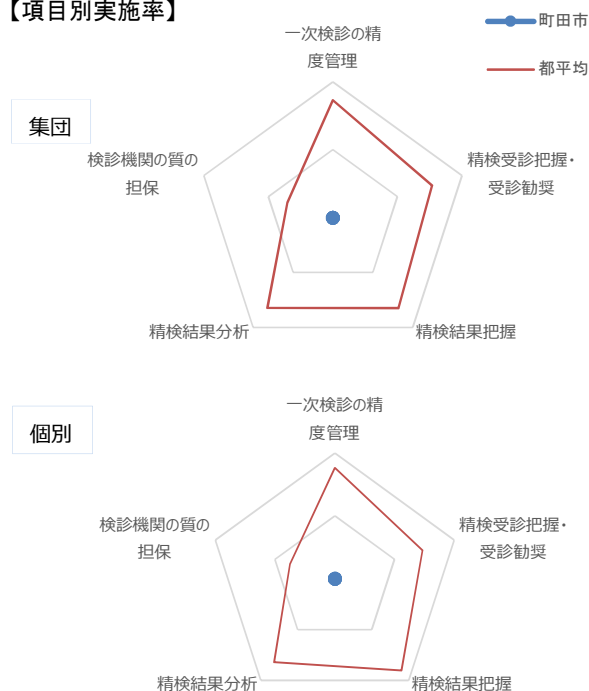 【項目別実施率】
町田市
都平均
集団
一次検診の精
度管理
検診機関の質の
担保
精検受診把握・
受診勧奨
精検結果分析
精検結果把握
個別
一次検診の精
度管理
検診機関の質の
担保
精検受診把握・
受診勧奨
精検結果分析
精検結果把握